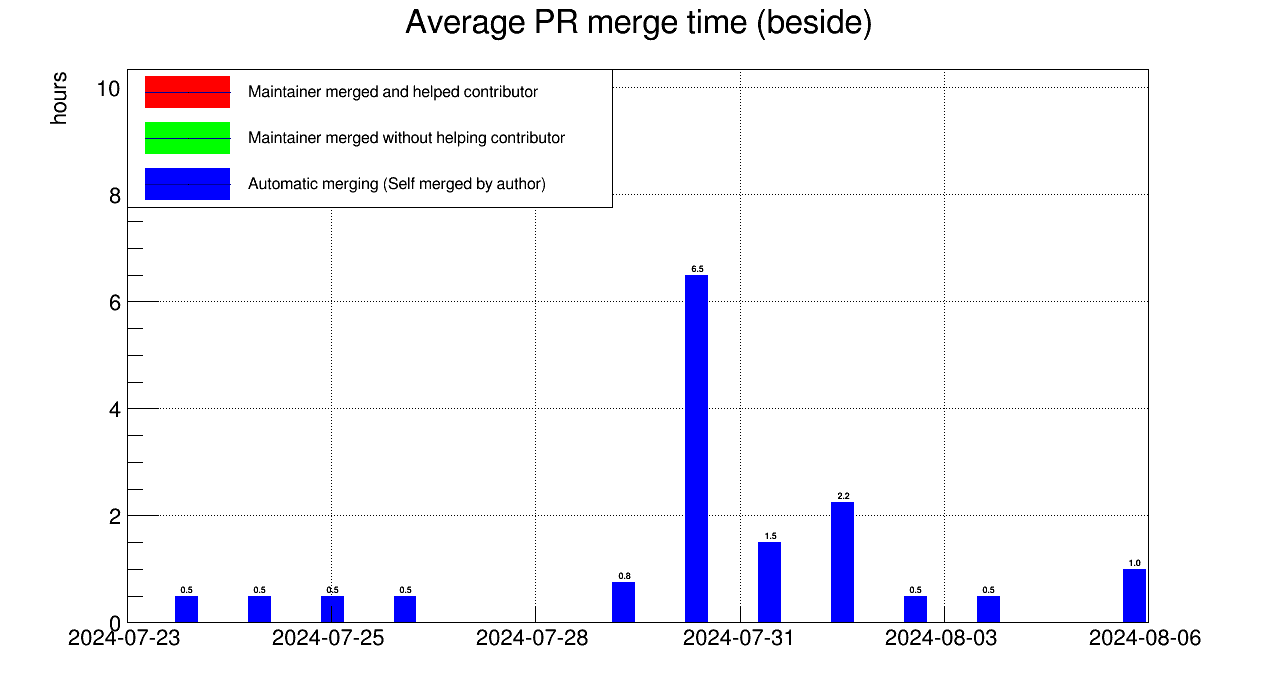 Average PR merge time (beside)
hours
10
Maintainer merged and helped contributor
Maintainer merged without helping contributor
8
Automatic merging (Self merged by author)
6.5
6
4
2.2
2
1.5
1.0
0.8
0.5 0.5 0.5 0.5 0.5 0.5
0
2024-07-23 2024-07-25 2024-07-28 2024-07-31 2024-08-03 2024-08-06